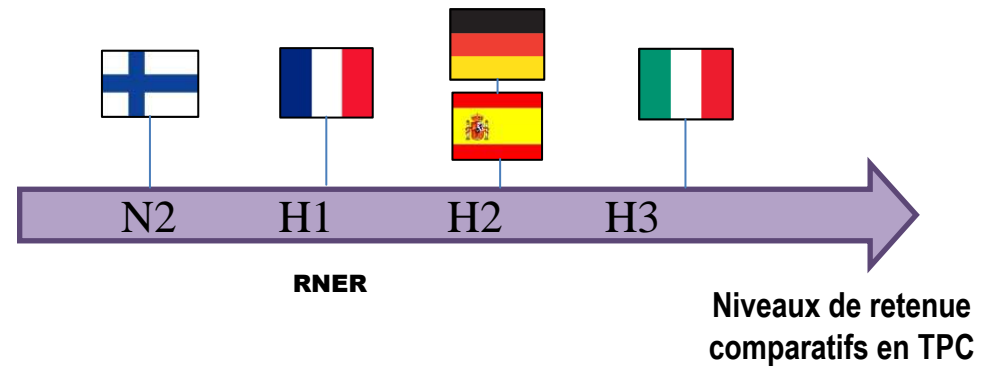 N2 H1 H2 H3
RNER
Niveaux de retenue
comparatifs en TPC